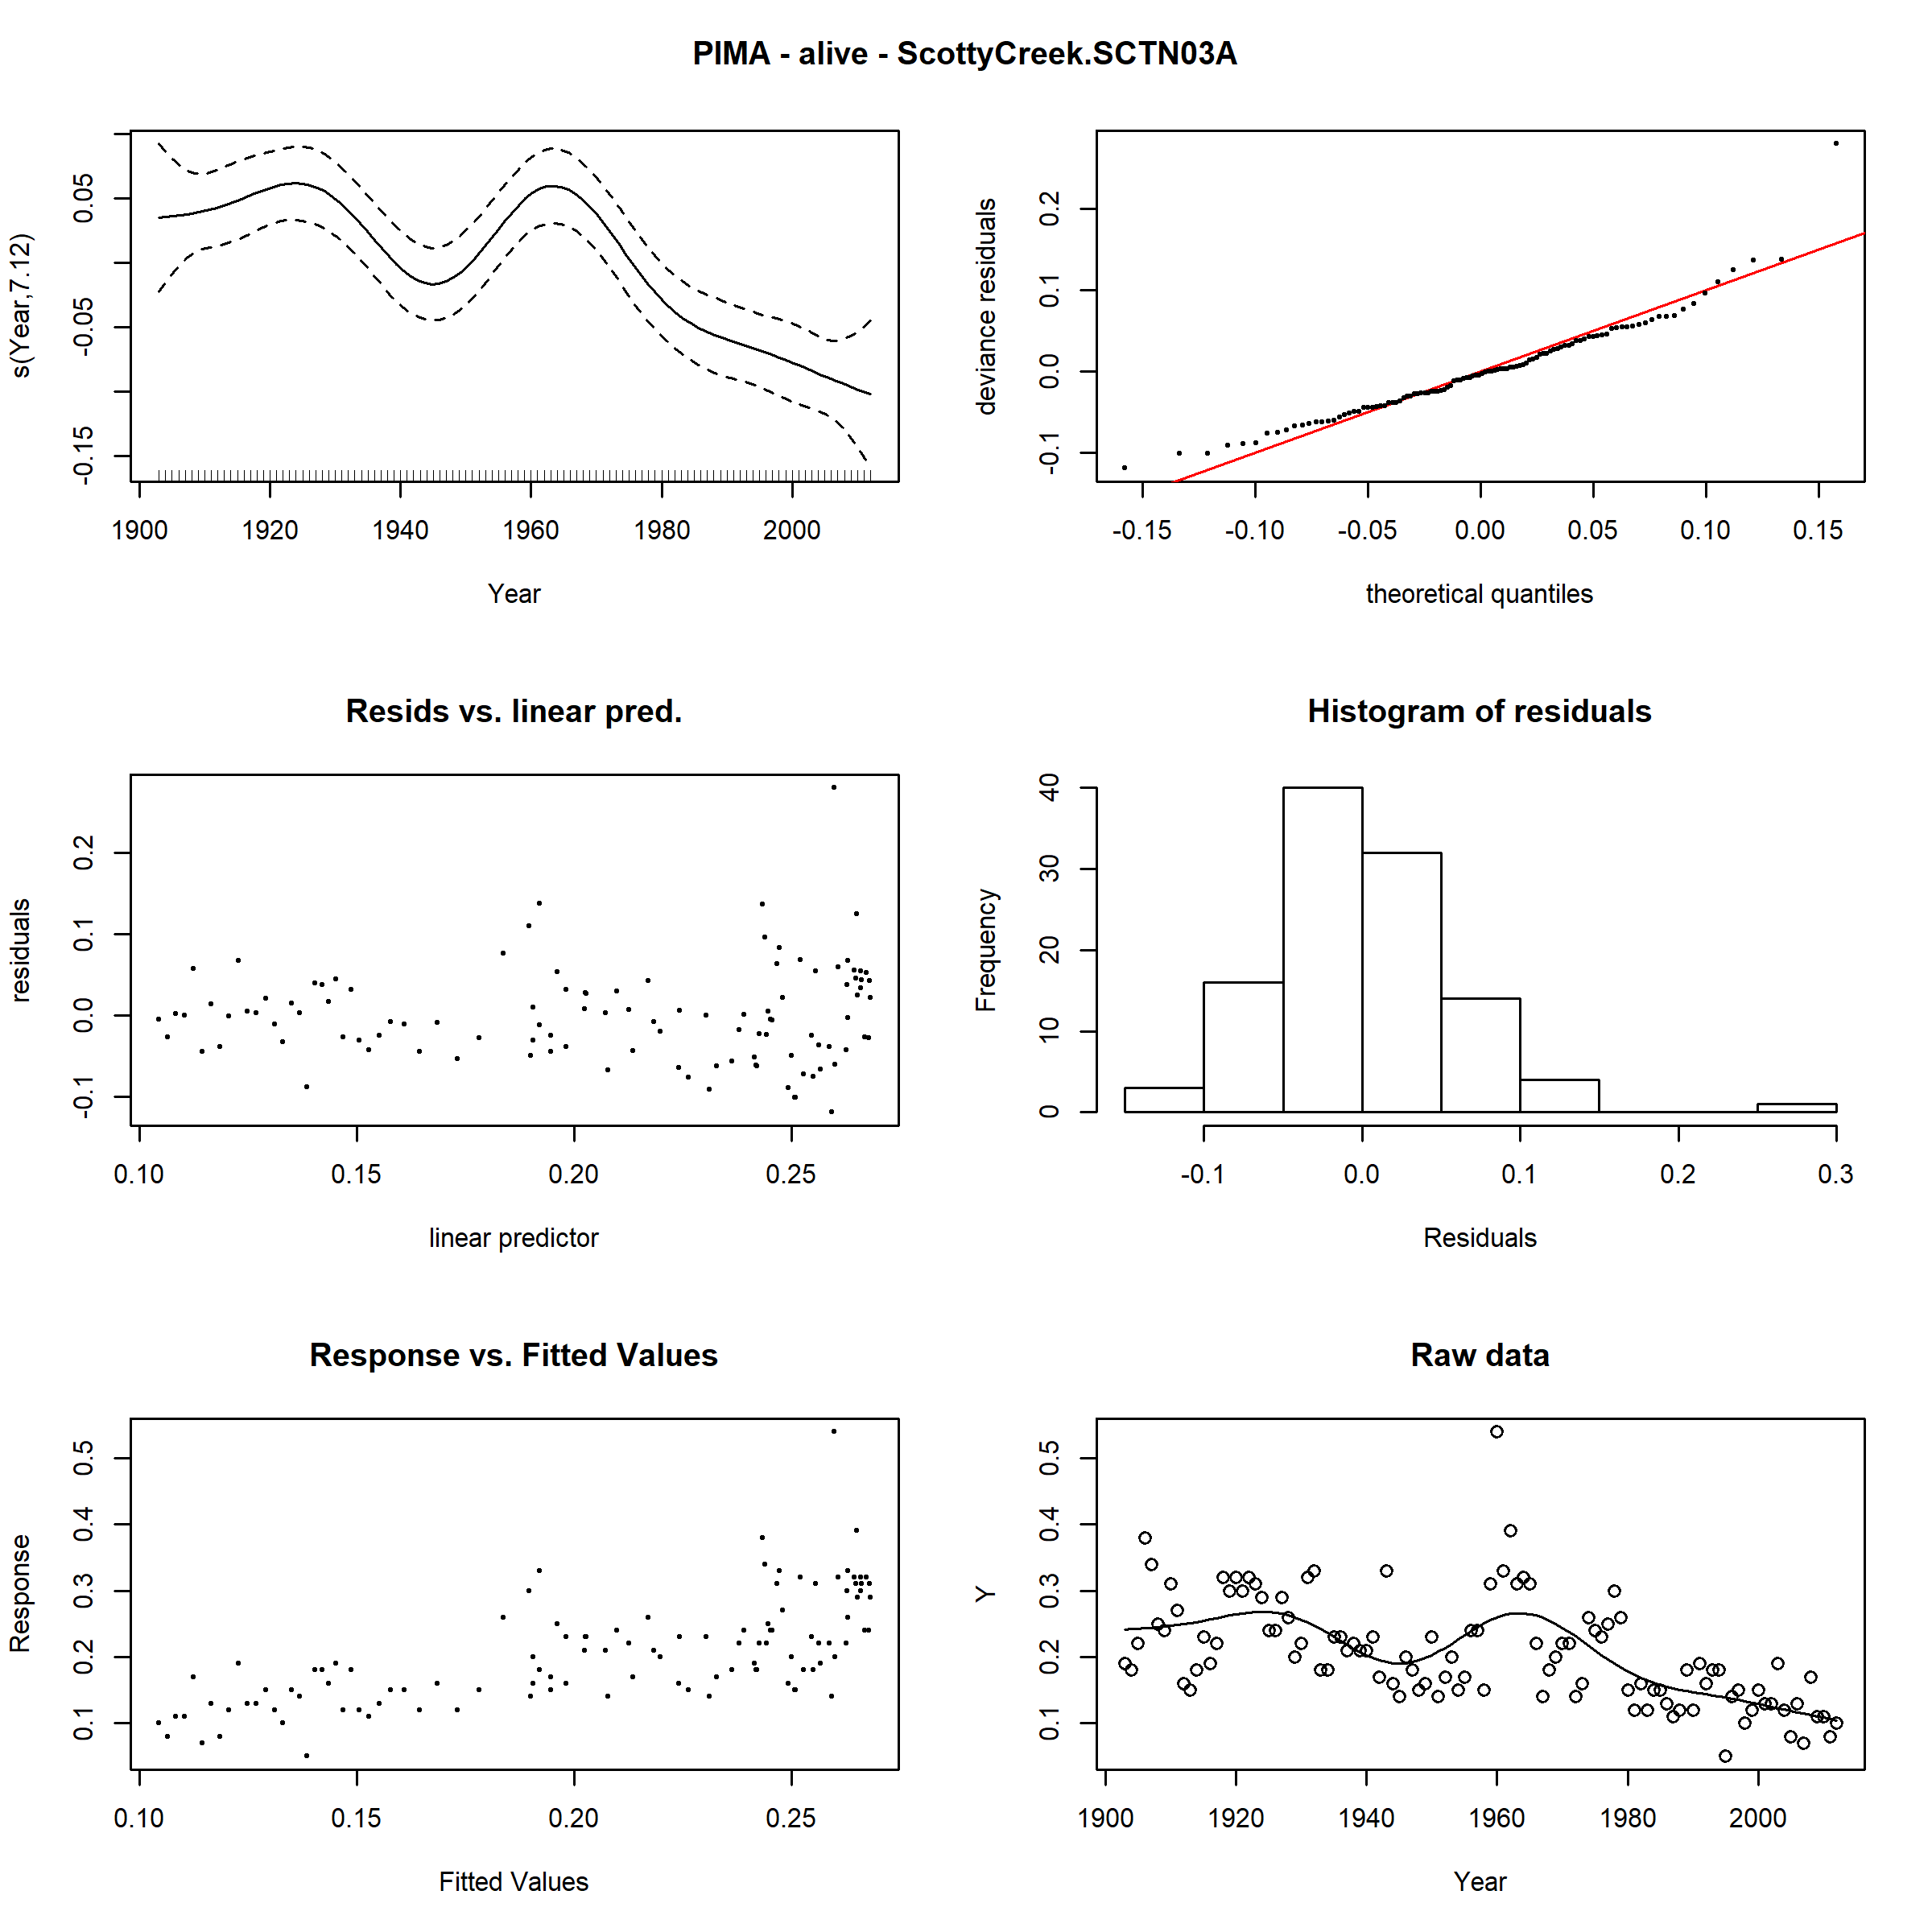 PIMA - alive - ScottyCreek.SCTN03A
s(Year,7.12)
0.05
-0.05
-0.15
1900 1920 1940 1960 1980 2000
Year
deviance residuals
0.2
0.1
0.0
-0.1
-0.15 -0.10 -0.05 0.00 0.05 0.10 0.15
theoretical quantiles
Resids vs. linear pred.
residuals
0.2
0.1
0.0
-0.1
0.10 0.15 0.20 0.25
linear predictor
Histogram of residuals
Frequency
40
30
20
10
0
-0.1 0.0 0.1 0.2 0.3
Residuals
Response vs. Fitted Values
Response
0.5
0.4
0.3
0.2
0.1
0.10 0.15 0.20 0.25
Fitted Values
Raw data
Y
0.5
0.4
0.3
0.2
0.1
1900 1920 1940 1960 1980 2000
Year